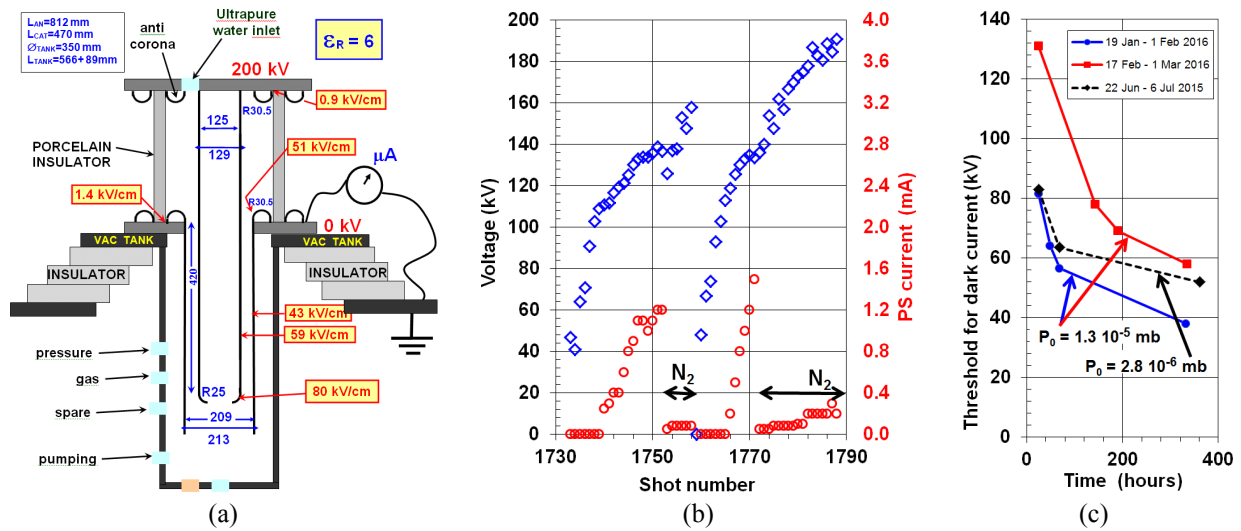 L_AN=812 mm
L_CAT=470 mm
Ø_TANK=350 mm
L_TANK=566+89mm
anti
corona
Ultrapure
water inlet
ε_R = 6
200 kV
0.9 kV/cm
R30.5
125
129
PORCELAIN
INSULATOR
51 kV/cm
µA
1.4 kV/cm
R30.5
0 kV
VAC TANK
VAC TANK
INSULATOR
INSULATOR
420
43 kV/cm
59 kV/cm
pressure
gas
spare
pumping
R25
80 kV/cm
209
213
(a)
Voltage (kV)
200
180
160
140
120
100
80
60
40
20
0
4.0
3.6
3.2
2.8
2.4
2.0
1.6
1.2
0.8
0.4
0.0
PS current (mA)
N₂
N₂
1730
1750
1770
1790
Shot number
(b)
Threshold for dark current (kV)
140
120
100
80
60
40
20
0
19 Jan - 1 Feb 2016
17 Feb - 1 Mar 2016
22 Jun - 6 Jul 2015
P₀ = 1.3 10⁻⁵ mb
P₀ = 2.8 10⁻⁶ mb
0
200
400
Time (hours)
(c)